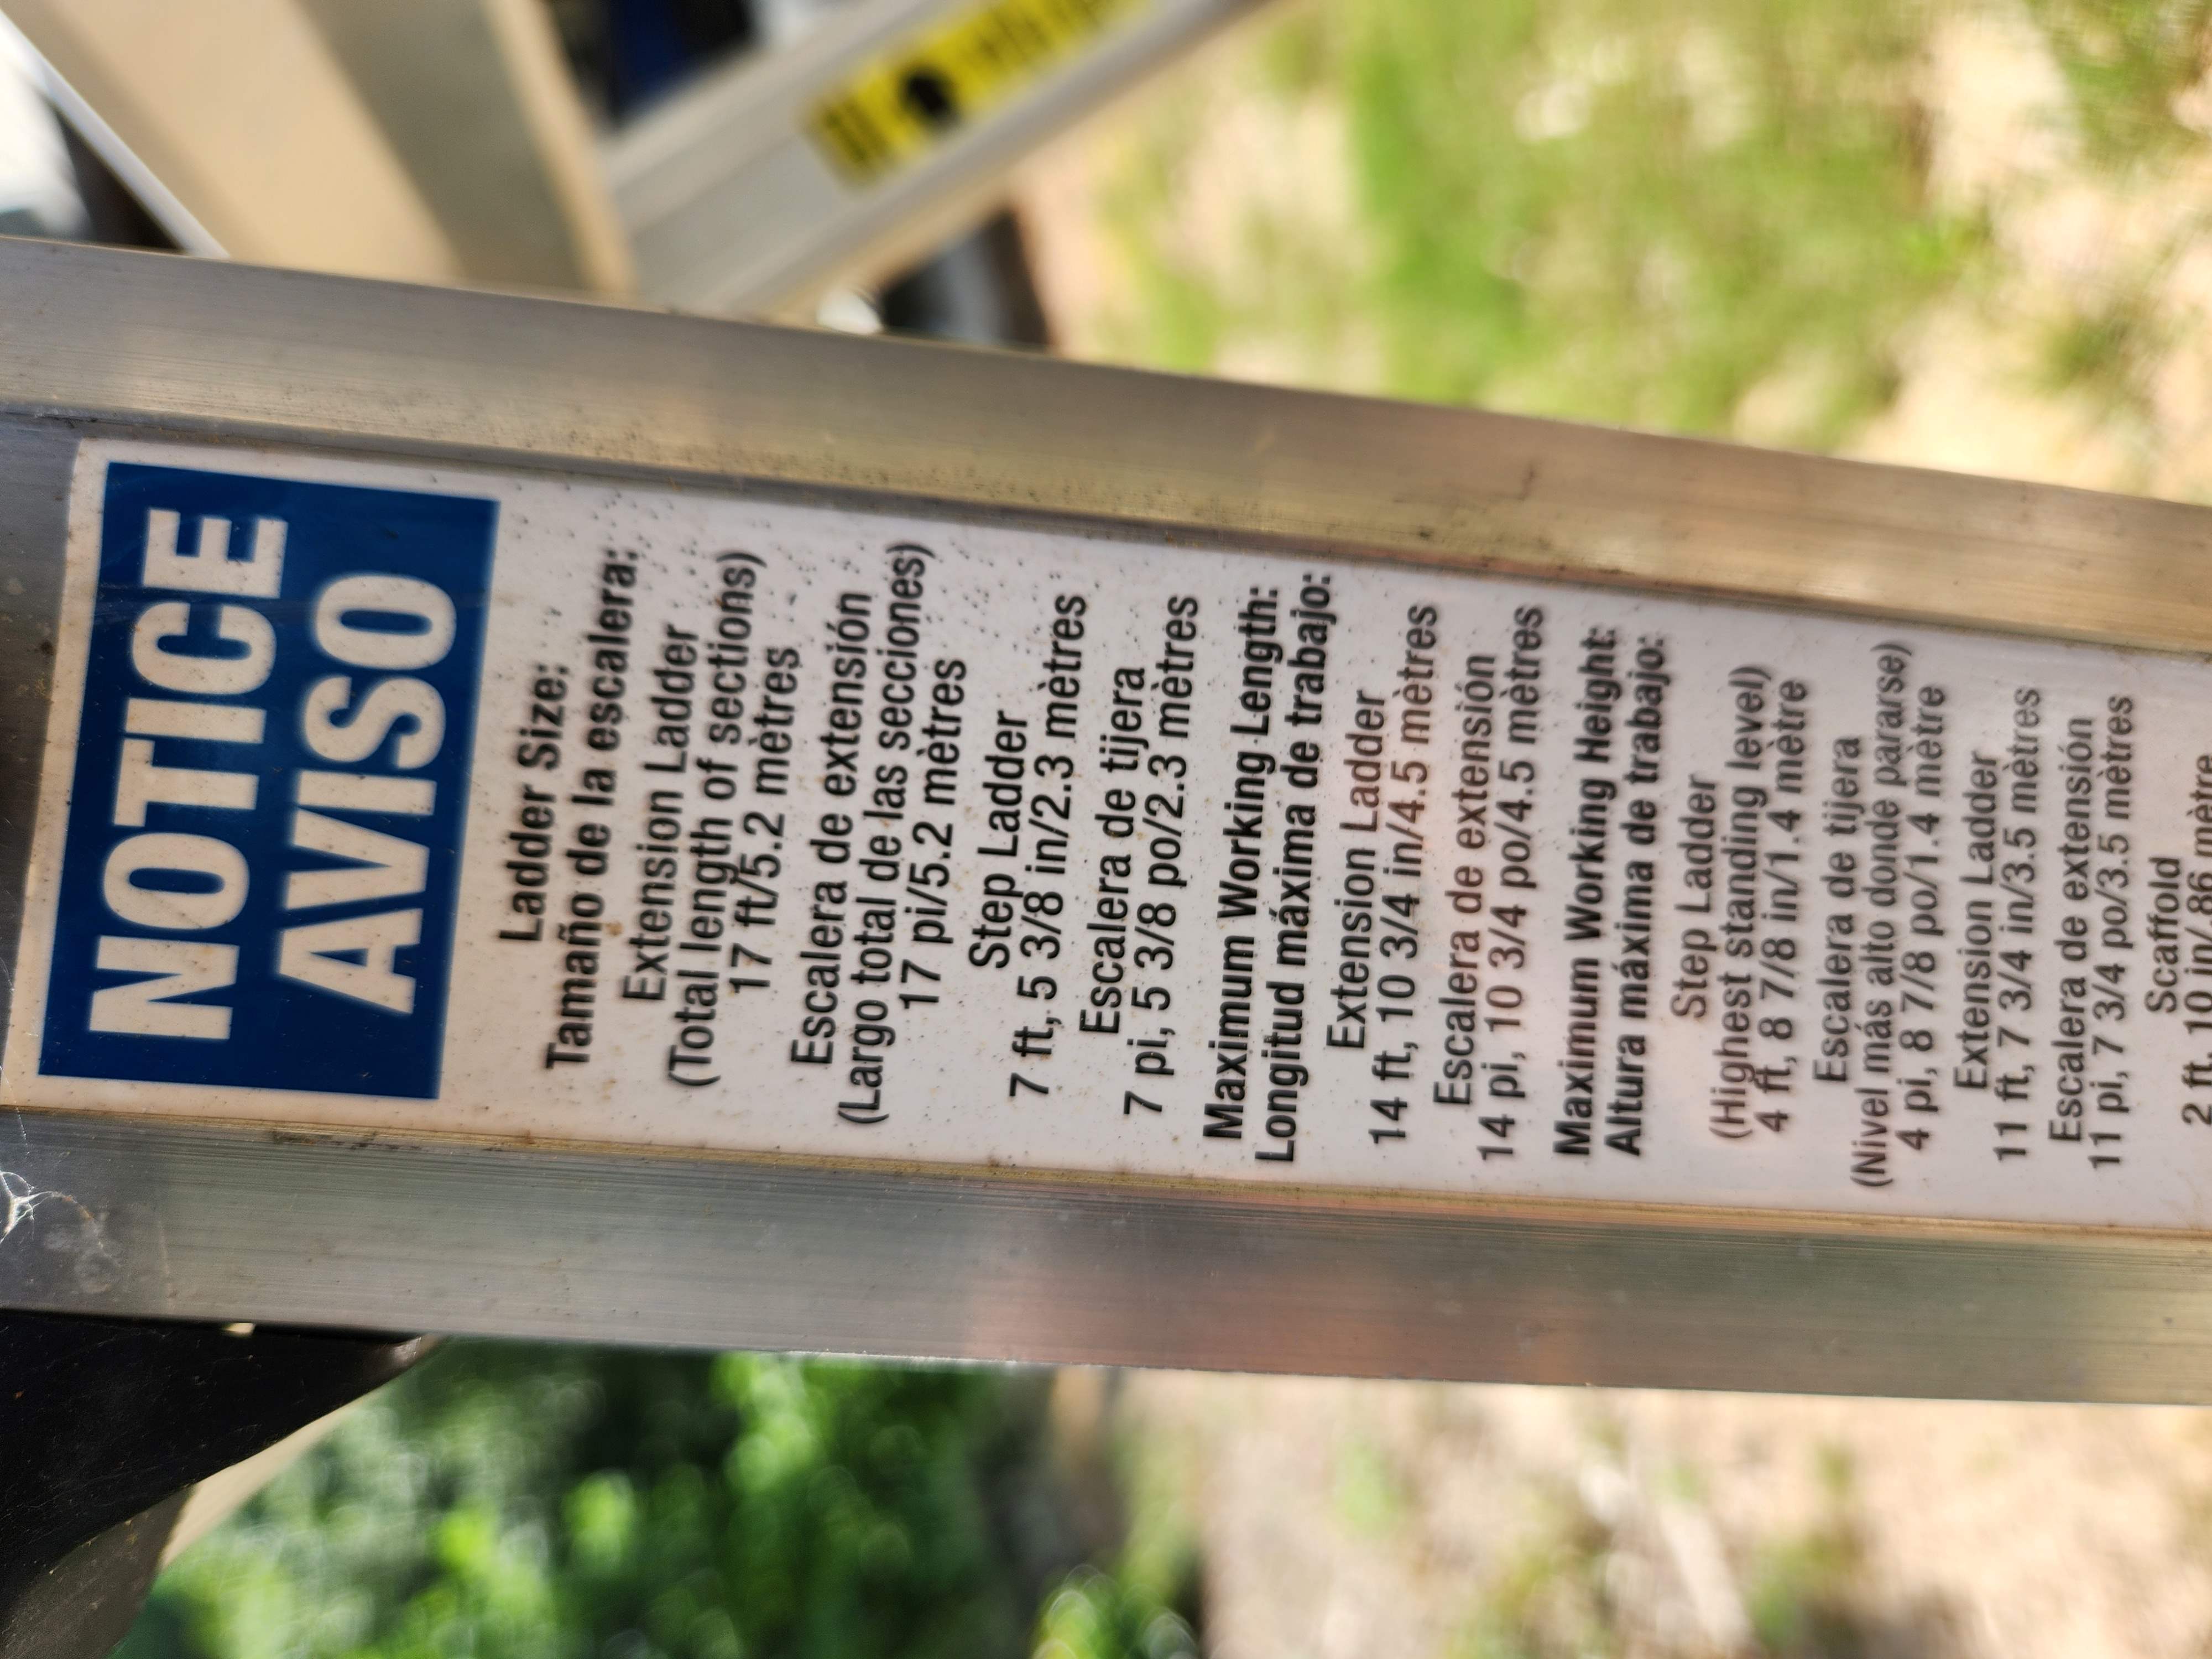 NOTICE
AVISO
Ladder Size:
Tamaño de la escalera:
Extension Ladder
(Total length of sections)
17 ft/5.2 mètres
Escalera de extensión
(Largo total de las secciones)
17 pi/5.2 mètres
Step Ladder
7 ft, 5 3/8 in/2.3 mètres
Escalera de tijera
7 pi, 5 3/8 po/2.3 mètres
Maximum Working Length:
Longitud máxima de trabajo:
Extension Ladder
14 ft, 10 3/4 in/4.5 mètres
Escalera de extensión
14 pi, 10 3/4 po/4.5 mètres
Maximum Working Height:
Altura máxima de trabajo:
Step Ladder
(Highest standing level)
4 ft, 8 7/8 in/1.4 mètre
Escalera de tijera
(Nivel más alto donde pararse)
4 pi, 8 7/8 po/1.4 mètre
Extension Ladder
11 ft, 7 3/4 in/3.5 mètres
Escalera de extensión
11 pi, 7 3/4 po/3.5 mètres
Scaffold
2 ft, 10 in/.86 mètre